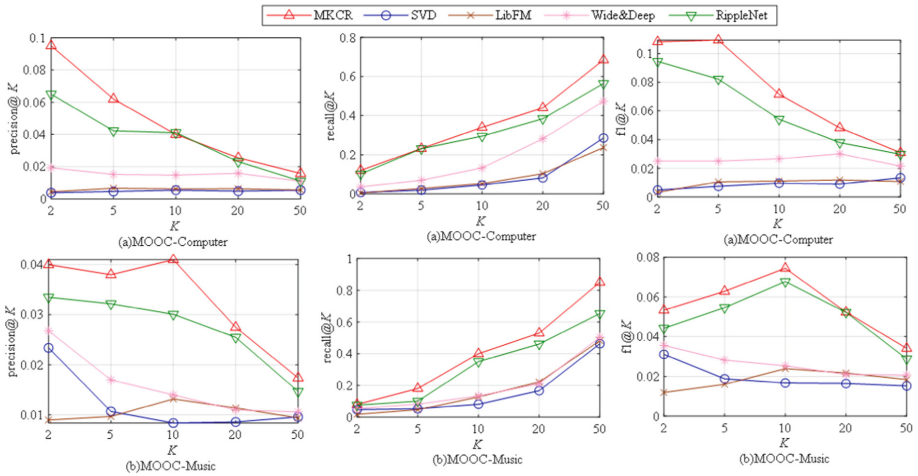 MKCR SVD LibFM Wide&Deep RippleNet
precision@K
0.1
0.08
0.06
0.04
0.02
0
2 5 10 20 50
K
(a)MOOC-Computer
recall@K
0.8
0.6
0.4
0.2
0
2 5 10 20 50
K
(a)MOOC-Computer
f1@K
0.1
0.08
0.06
0.04
0.02
0
2 5 10 20 50
K
(a)MOOC-Computer
precision@K
0.04
0.03
0.02
0.01
2 5 10 20 50
K
(b)MOOC-Music
recall@K
1
0.8
0.6
0.4
0.2
0
2 5 10 20 50
K
(b)MOOC-Music
f1@K
0.08
0.06
0.04
0.02
0
2 5 10 20 50
K
(b)MOOC-Music